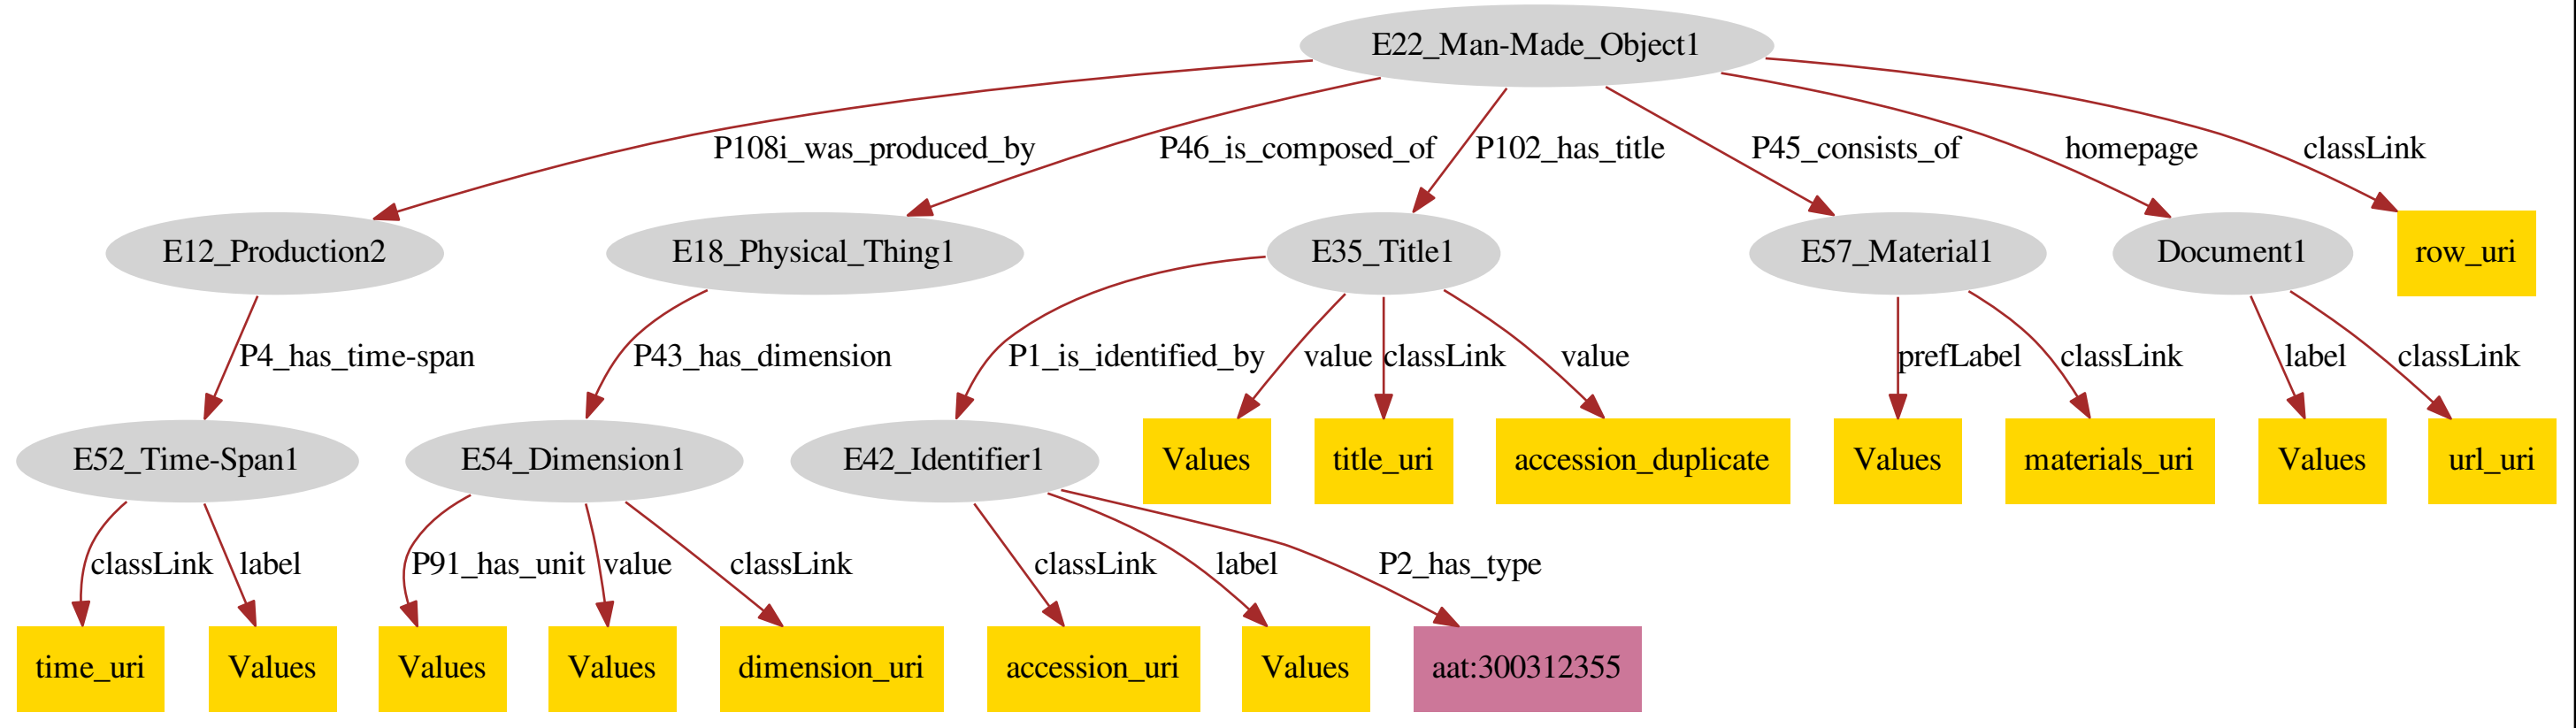 E22_Man-Made_Object1
P108i_was_produced_by
P46_is_composed_of
P102_has_title
P45_consists_of
homepage
classLink
E12_Production2
E18_Physical_Thing1
E35_Title1
E57_Material1
Document1
row_uri
P4_has_time-span
P43_has_dimension
P1_is_identified_by
value
classLink
value
prefLabel
classLink
label
classLink
E52_Time-Span1
E54_Dimension1
E42_Identifier1
Values
title_uri
accession_duplicate
Values
materials_uri
Values
url_uri
classLink
label
P91_has_unit
value
classLink
classLink
label
P2_has_type
time_uri
Values
Values
Values
dimension_uri
accession_uri
Values
aat:300312355